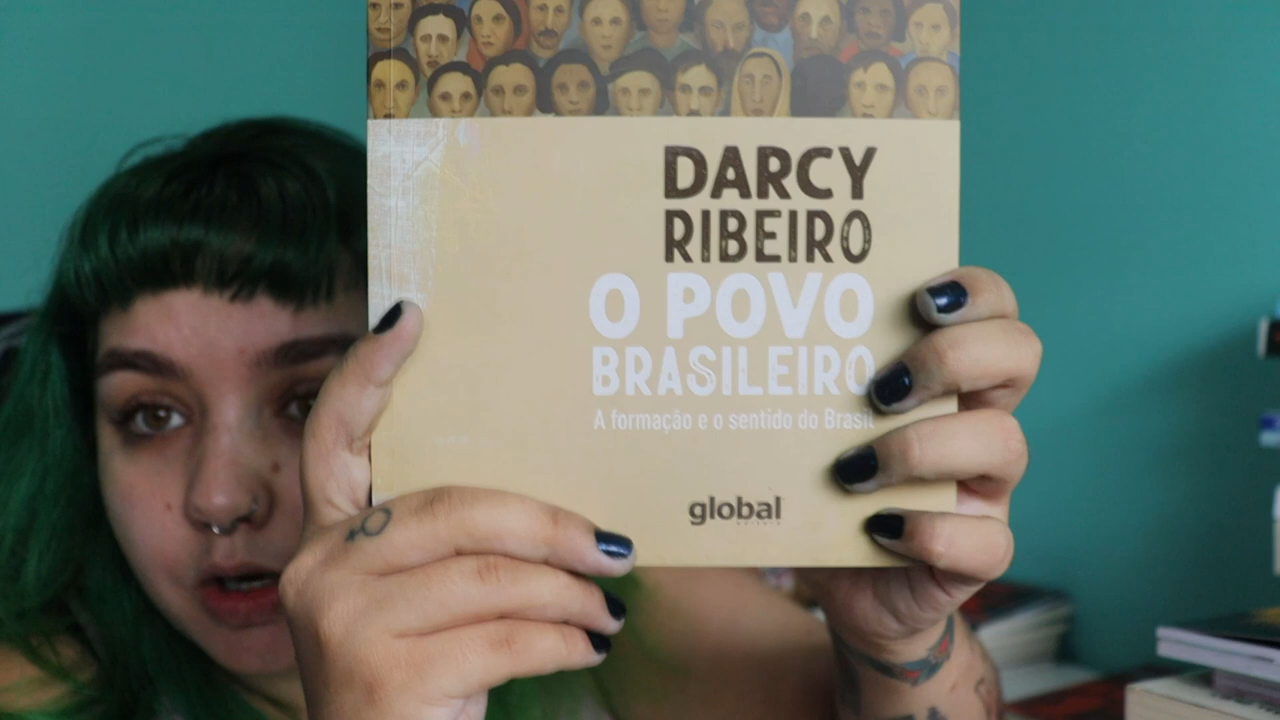 DARCY
RIBEIRO
O POVO
BRASILEIRO
A formação e o sentido do Brasil
global